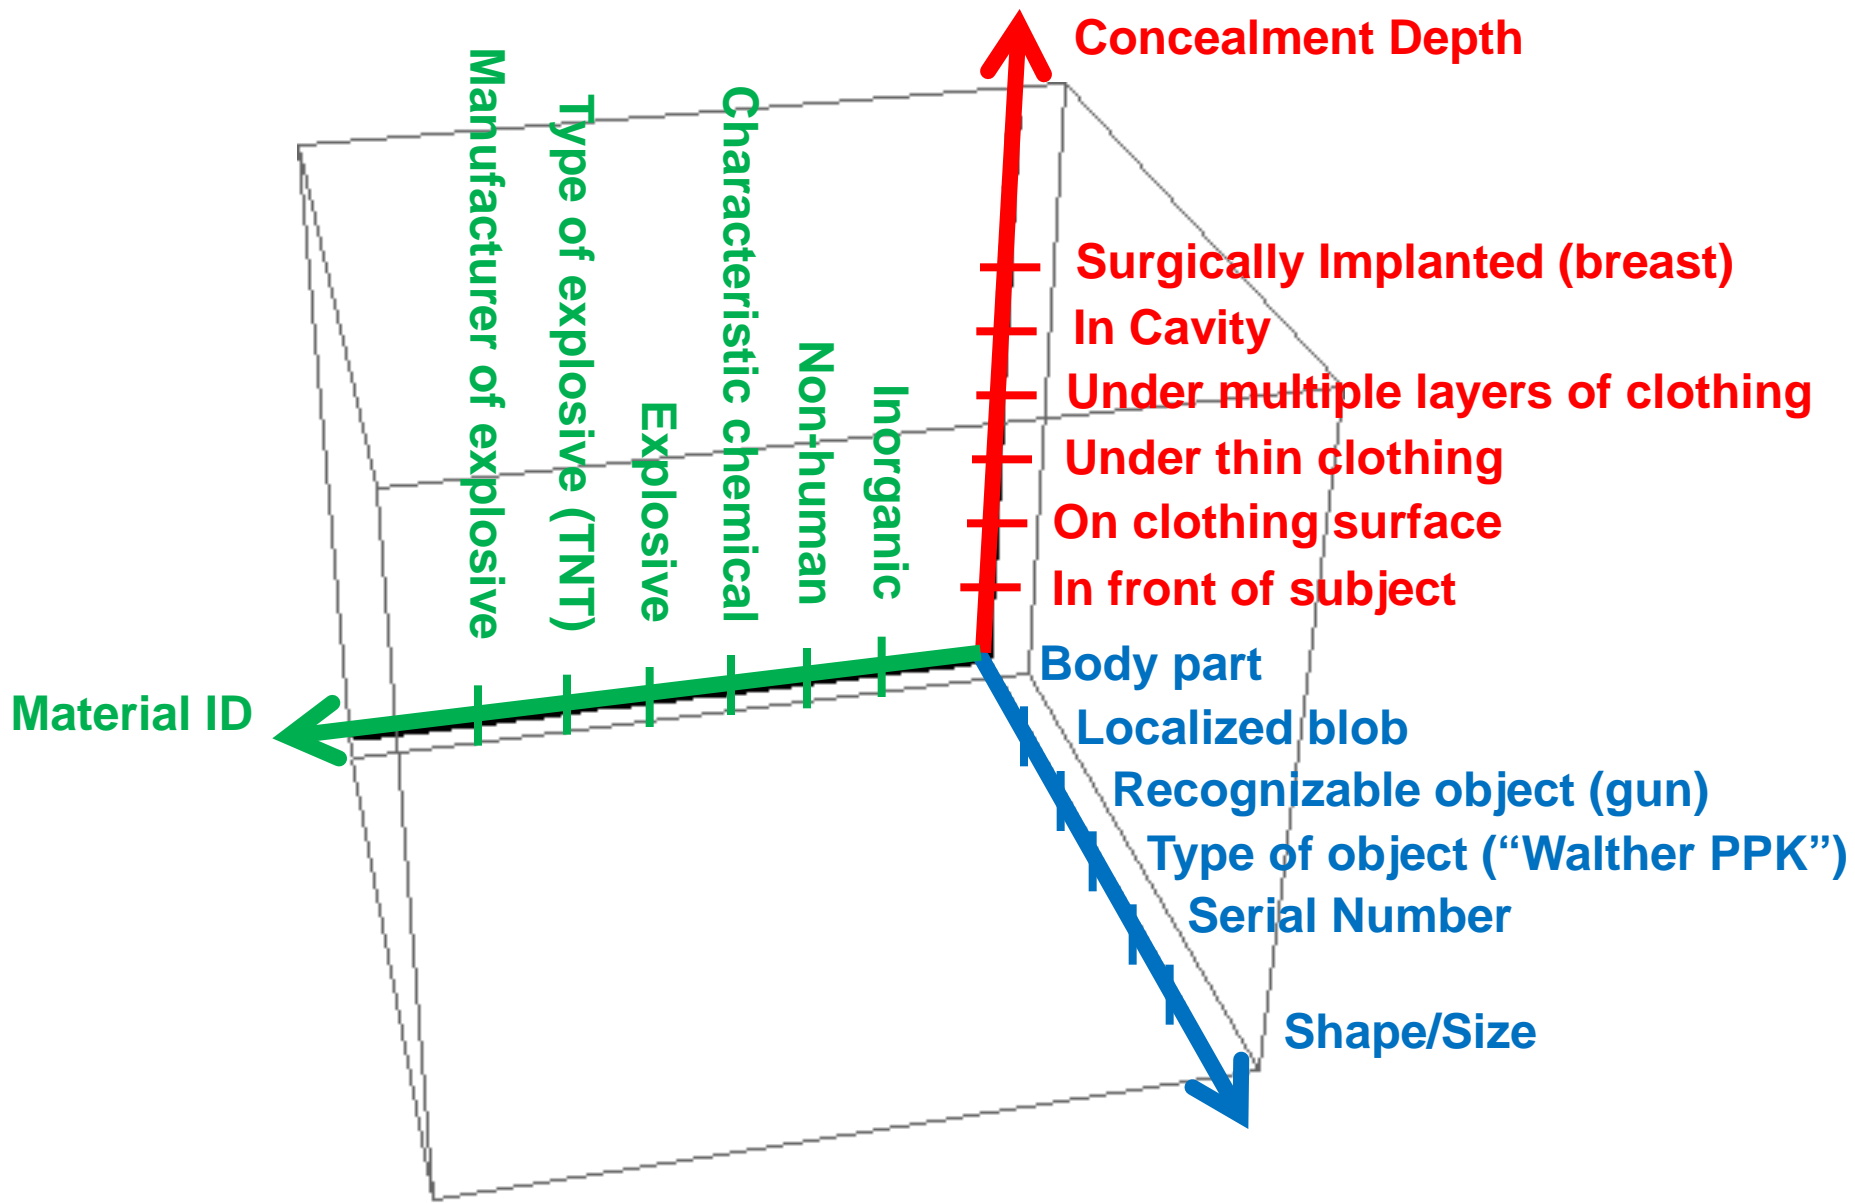 Concealment Depth
Surgically Implanted (breast)
In Cavity
Under multiple layers of clothing
Under thin clothing
On clothing surface
In front of subject
Manufacturer of explosive
Type of explosive (TNT)
Explosive
Characteristic chemical
Non-human
Inorganic
Material ID
Body part
Localized blob
Recognizable object (gun)
Type of object (“Walther PPK”)
Serial Number
Shape/Size